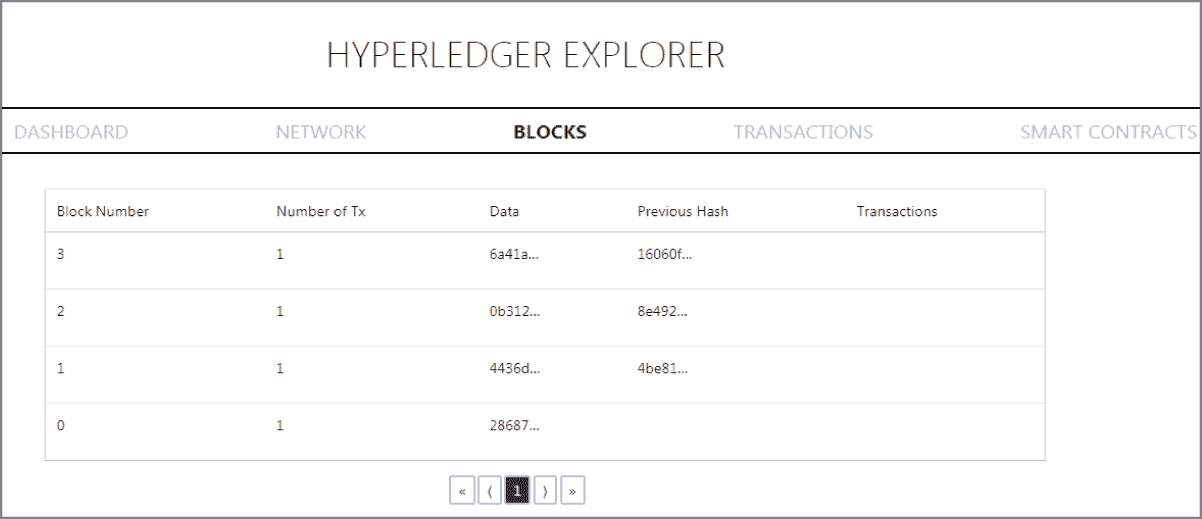 HYPERLEDGER EXPLORER
DASHBOARD NETWORK BLOCKS TRANSACTIONS SMART CONTRACTS
Block Number Number of Tx Data Previous Hash Transactions
3 1 6a41a... 16060f...
2 1 0b312... 8e492...
1 1 4436d... 4be81...
0 1 28687...
« ⟨ 1 ⟩ »